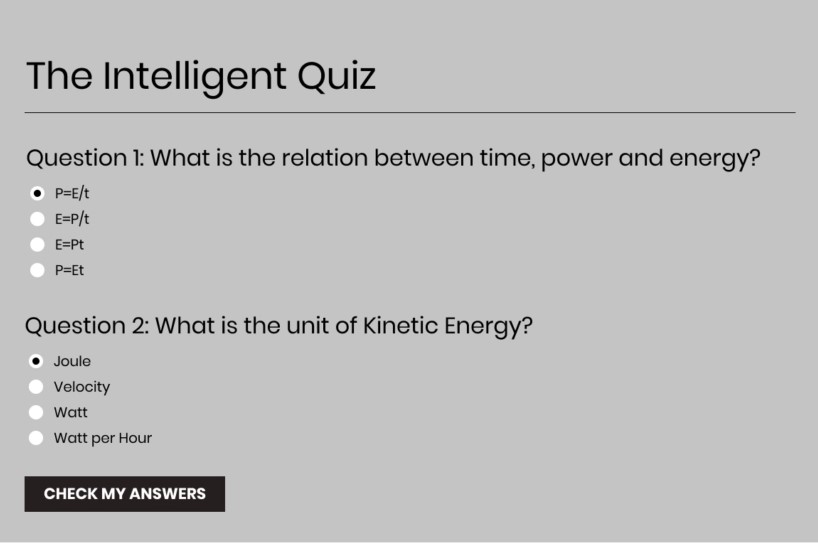 The Intelligent Quiz
Question 1: What is the relation between time, power and energy?
P=E/t
E=P/t
E=Pt
P=Et
Question 2: What is the unit of Kinetic Energy?
Joule
Velocity
Watt
Watt per Hour
CHECK MY ANSWERS